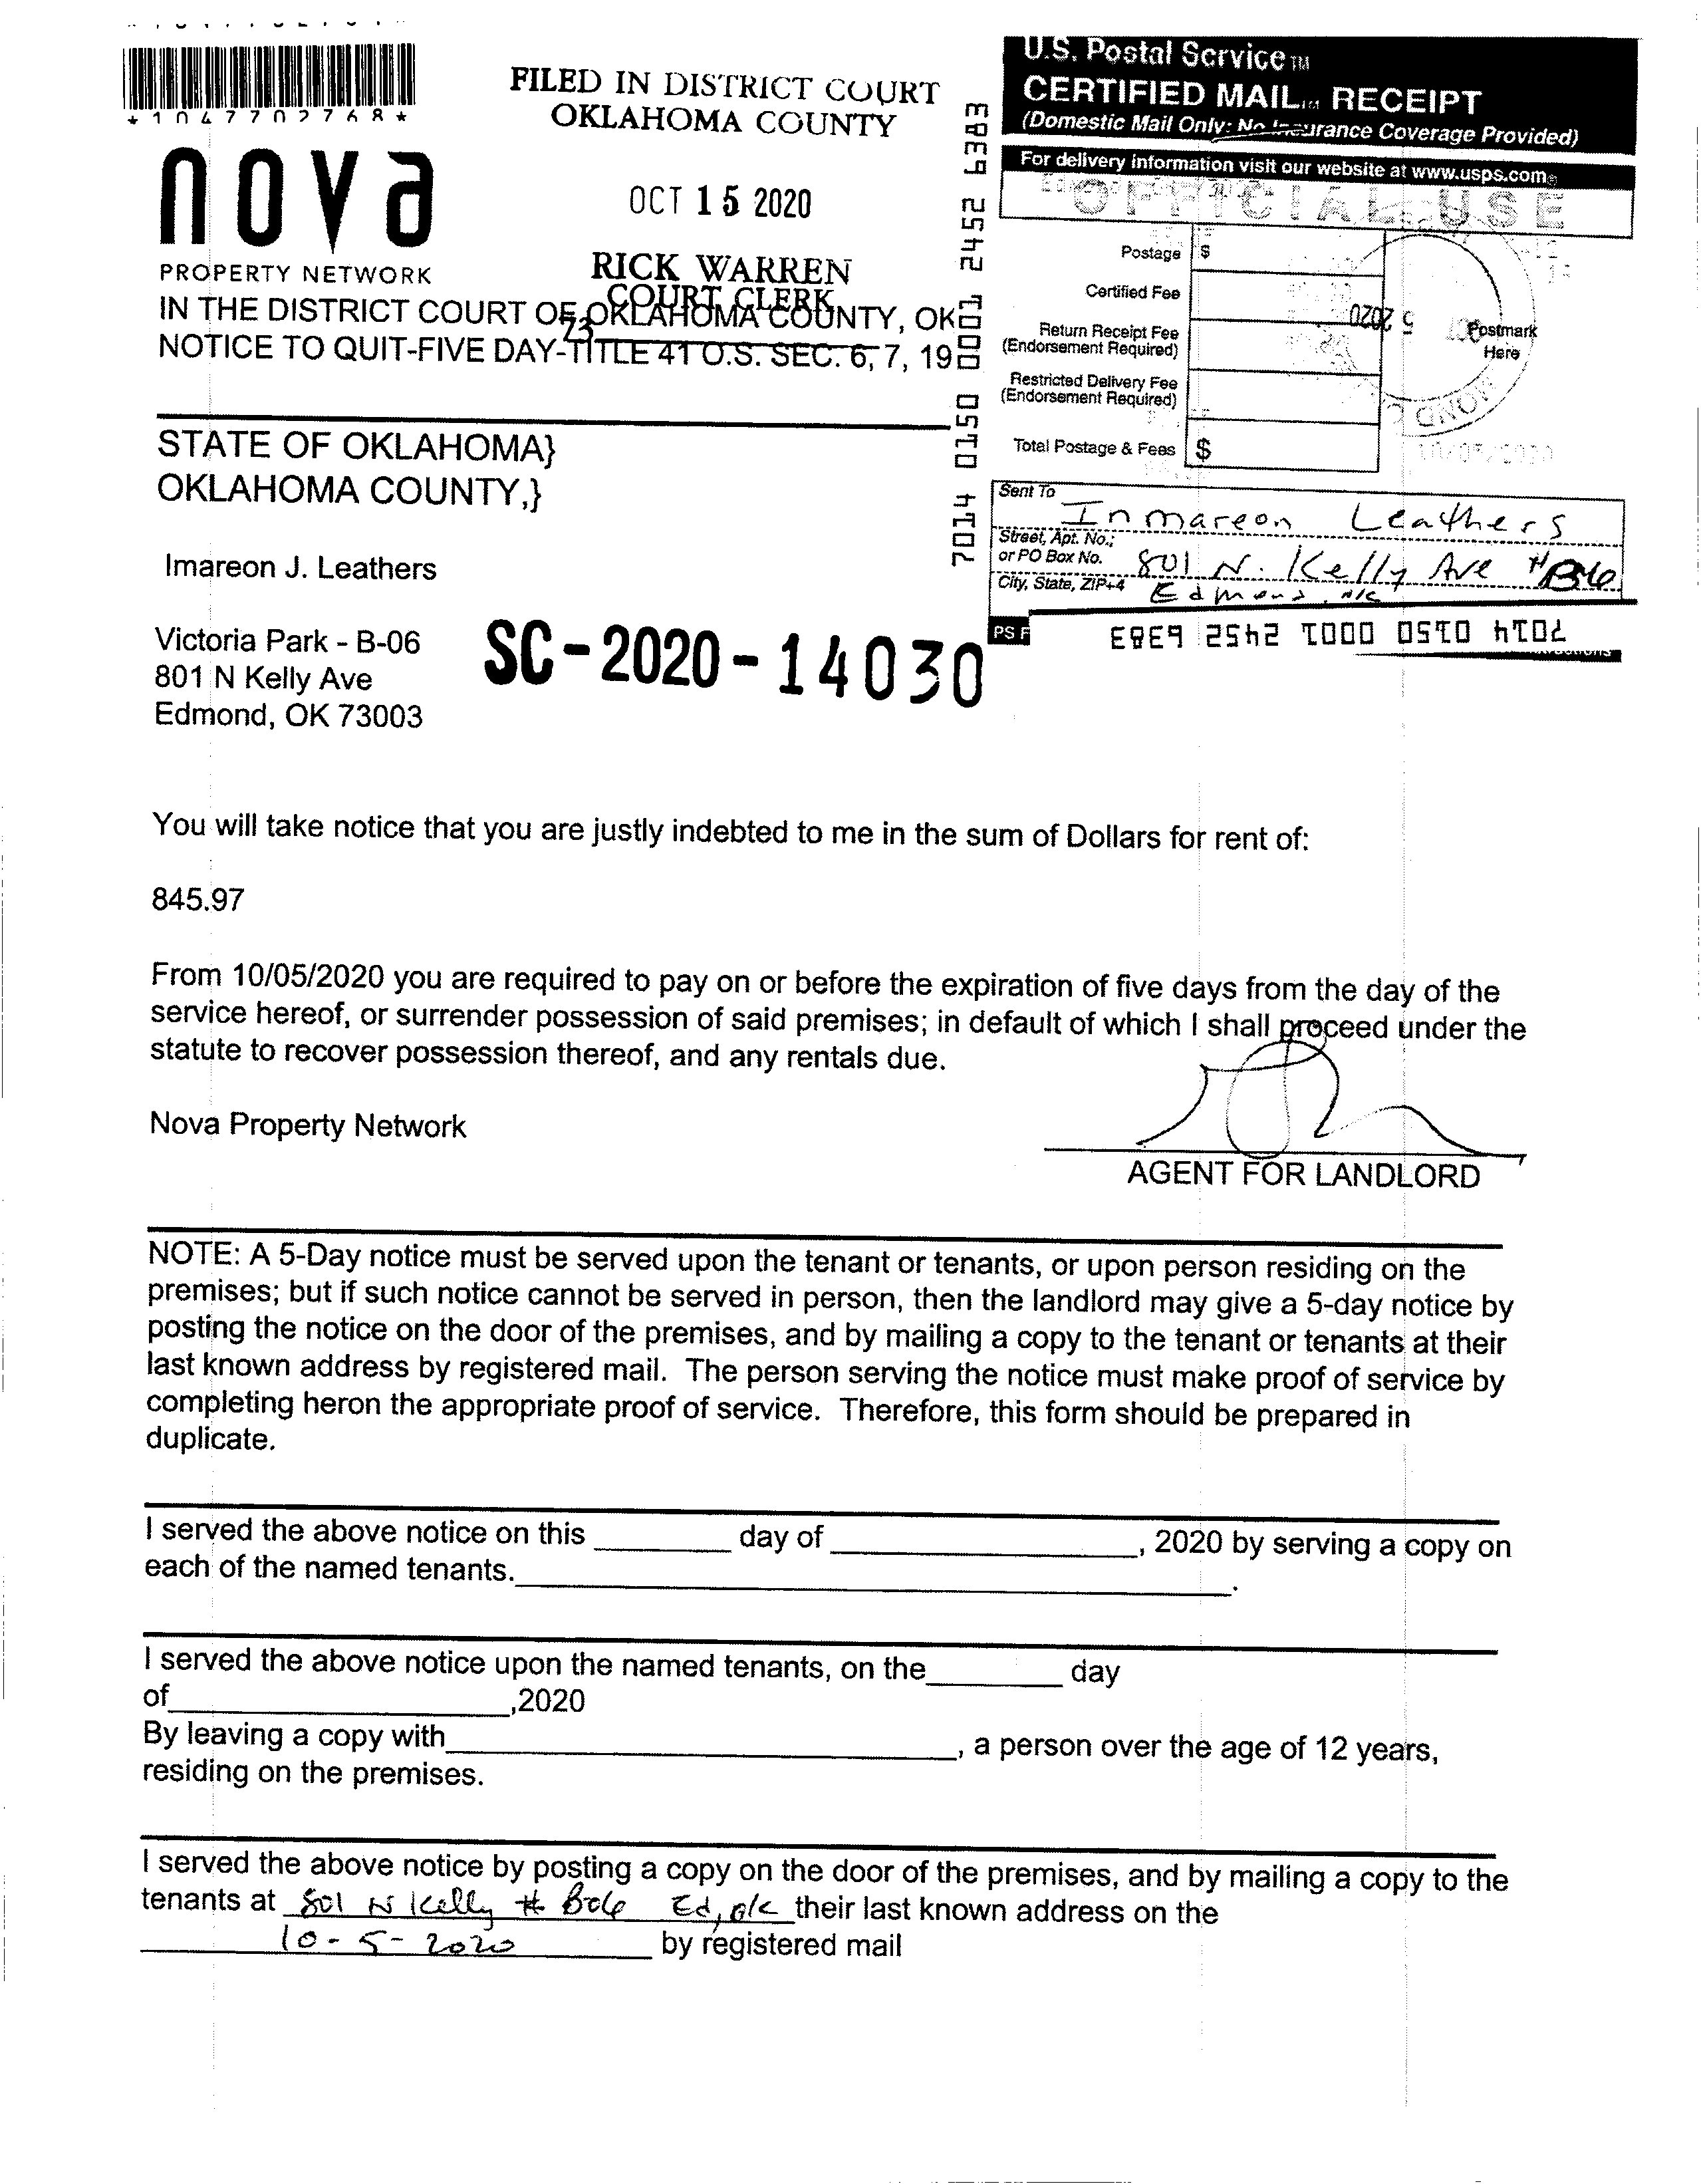 *1047702768*
FILED IN DISTRICT COURT
OKLAHOMA COUNTY
OCT 15 2020
RICK WARREN
COURT CLERK
73
nova
PROPERTY NETWORK
IN THE DISTRICT COURT OF OKLAHOMA COUNTY, OK
NOTICE TO QUIT-FIVE DAY-TITLE 41 O.S. SEC. 6, 7, 19
7014 0150 0001 2452 6383
U.S. Postal Service TM
CERTIFIED MAIL TM RECEIPT
(Domestic Mail Only; No Insurance Coverage Provided)
For delivery information visit our website at www.usps.com®
OFFICIAL USE
Postage $
Certified Fee
Return Receipt Fee
(Endorsement Required)
Restricted Delivery Fee
(Endorsement Required)
Total Postage & Fees $
Postmark
Here
10/05/2020
Sent To Inmareon Leathers
Street, Apt. No.;
or PO Box No. 801 N. Kelly Ave #B06
City, State, ZIP+4 Edmond, OK
PS F
7014 0150 0001 2452 6383
STATE OF OKLAHOMA}
OKLAHOMA COUNTY,}
Imareon J. Leathers
Victoria Park - B-06
801 N Kelly Ave
Edmond, OK 73003
SC-2020-14030
You will take notice that you are justly indebted to me in the sum of Dollars for rent of:
845.97
From 10/05/2020 you are required to pay on or before the expiration of five days from the day of the
service hereof, or surrender possession of said premises; in default of which I shall proceed under the
statute to recover possession thereof, and any rentals due.
Nova Property Network
AGENT FOR LANDLORD
NOTE: A 5-Day notice must be served upon the tenant or tenants, or upon person residing on the
premises; but if such notice cannot be served in person, then the landlord may give a 5-day notice by
posting the notice on the door of the premises, and by mailing a copy to the tenant or tenants at their
last known address by registered mail. The person serving the notice must make proof of service by
completing heron the appropriate proof of service. Therefore, this form should be prepared in
duplicate.
I served the above notice on this ________ day of ________________, 2020 by serving a copy on
each of the named tenants.________________.
I served the above notice upon the named tenants, on the________ day
of________________,2020
By leaving a copy with________________, a person over the age of 12 years,
residing on the premises.
I served the above notice by posting a copy on the door of the premises, and by mailing a copy to the
tenants at 801 N Kelly # B06 Ed, OK their last known address on the
10-5-2020 by registered mail